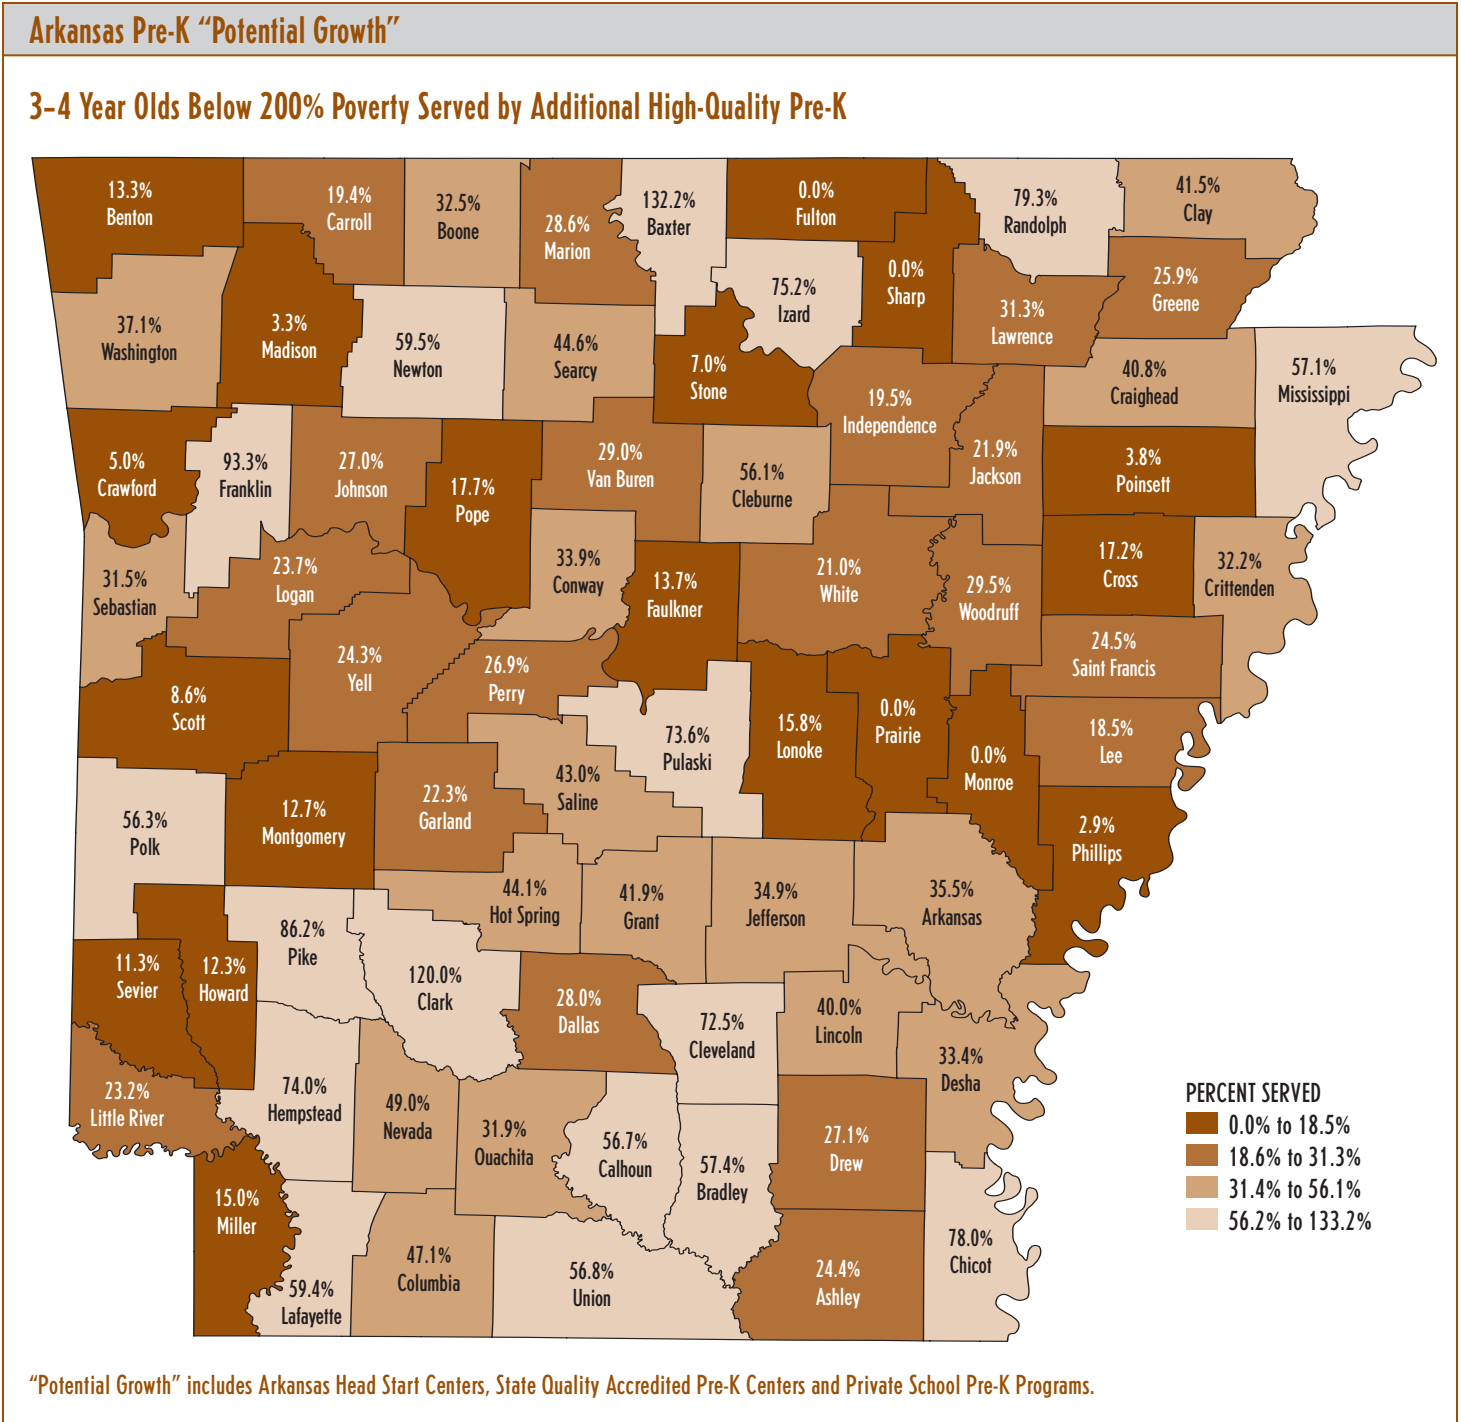 Arkansas Pre-K “Potential Growth”
3–4 Year Olds Below 200% Poverty Served by Additional High-Quality Pre-K
13.3%
Benton
19.4%
Carroll
32.5%
Boone
28.6%
Marion
132.2%
Baxter
0.0%
Fulton
0.0%
Sharp
79.3%
Randolph
41.5%
Clay
37.1%
Washington
3.3%
Madison
59.5%
Newton
44.6%
Searcy
7.0%
Stone
75.2%
Izard
31.3%
Lawrence
25.9%
Greene
19.5%
Independence
40.8%
Craighead
57.1%
Mississippi
5.0%
Crawford
93.3%
Franklin
27.0%
Johnson
17.7%
Pope
29.0%
Van Buren
56.1%
Cleburne
21.9%
Jackson
3.8%
Poinsett
31.5%
Sebastian
23.7%
Logan
33.9%
Conway
13.7%
Faulkner
21.0%
White
29.5%
Woodruff
17.2%
Cross
32.2%
Crittenden
8.6%
Scott
24.3%
Yell
26.9%
Perry
24.5%
Saint Francis
73.6%
Pulaski
15.8%
Lonoke
0.0%
Prairie
0.0%
Monroe
18.5%
Lee
56.3%
Polk
12.7%
Montgomery
22.3%
Garland
43.0%
Saline
2.9%
Phillips
44.1%
Hot Spring
41.9%
Grant
34.9%
Jefferson
35.5%
Arkansas
11.3%
Sevier
12.3%
Howard
86.2%
Pike
120.0%
Clark
28.0%
Dallas
72.5%
Cleveland
40.0%
Lincoln
33.4%
Desha
23.2%
Little River
74.0%
Hempstead
49.0%
Nevada
31.9%
Ouachita
56.7%
Calhoun
57.4%
Bradley
27.1%
Drew
15.0%
Miller
59.4%
Lafayette
47.1%
Columbia
56.8%
Union
24.4%
Ashley
78.0%
Chicot
PERCENT SERVED
0.0% to 18.5%
18.6% to 31.3%
31.4% to 56.1%
56.2% to 133.2%
“Potential Growth” includes Arkansas Head Start Centers, State Quality Accredited Pre-K Centers and Private School Pre-K Programs.